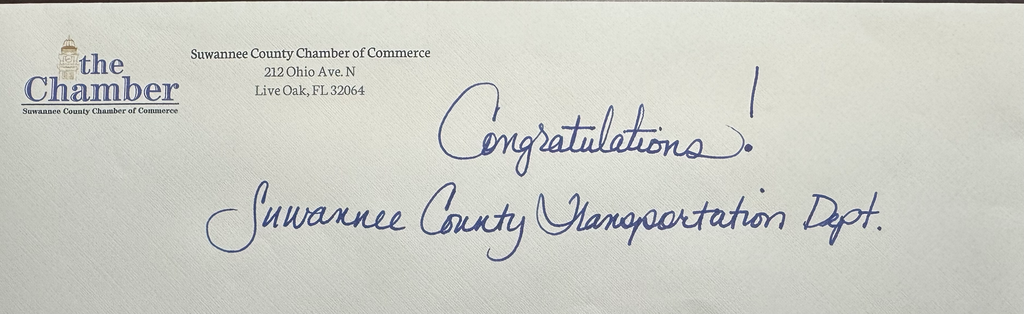 the
Chamber
Suwannee County Chamber of Commerce
Suwannee County Chamber of Commerce
212 Ohio Ave. N
Live Oak, FL 32064
Congratulations!
Suwannee County Transportation Dept.